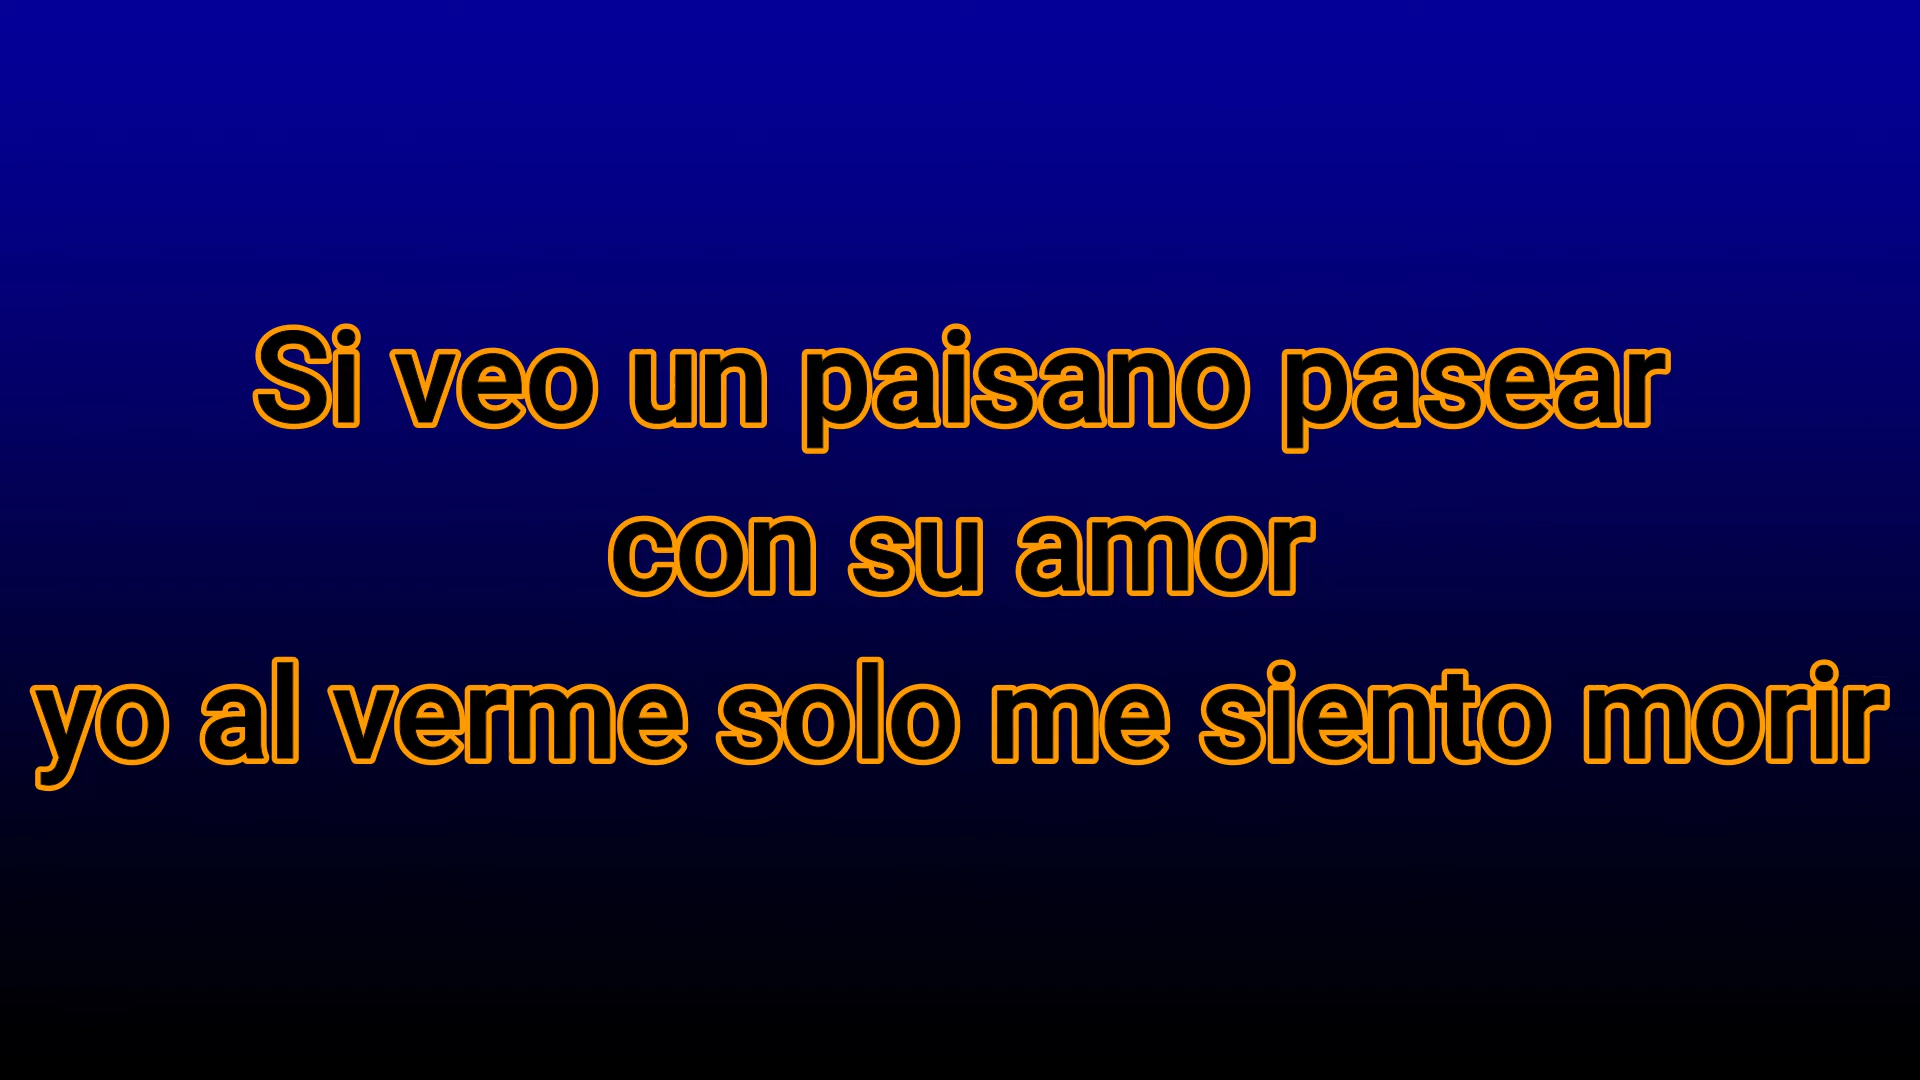 Si veo un paisano pasear
con su amor
yo al verme solo me siento morir